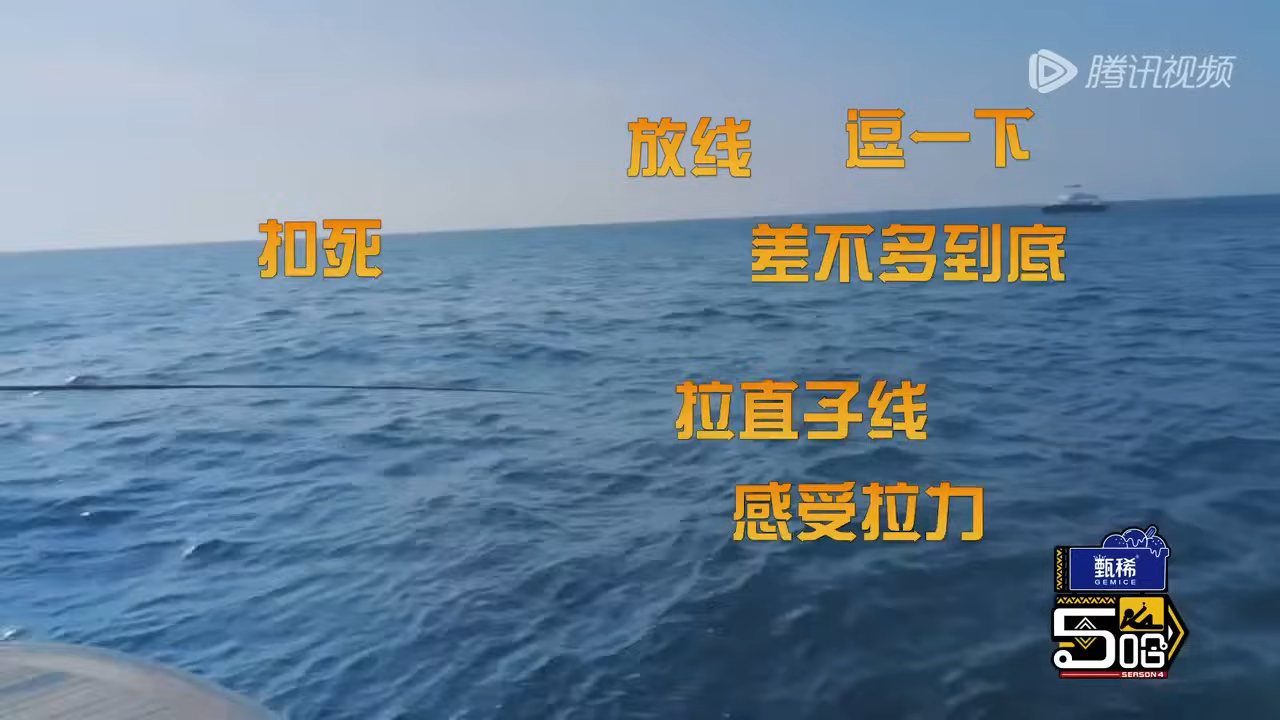 腾讯视频
放线 逗一下
扣死 差不多到底
拉直子线
感受拉力
甄稀
GEMICE
5哈
SEASON 4